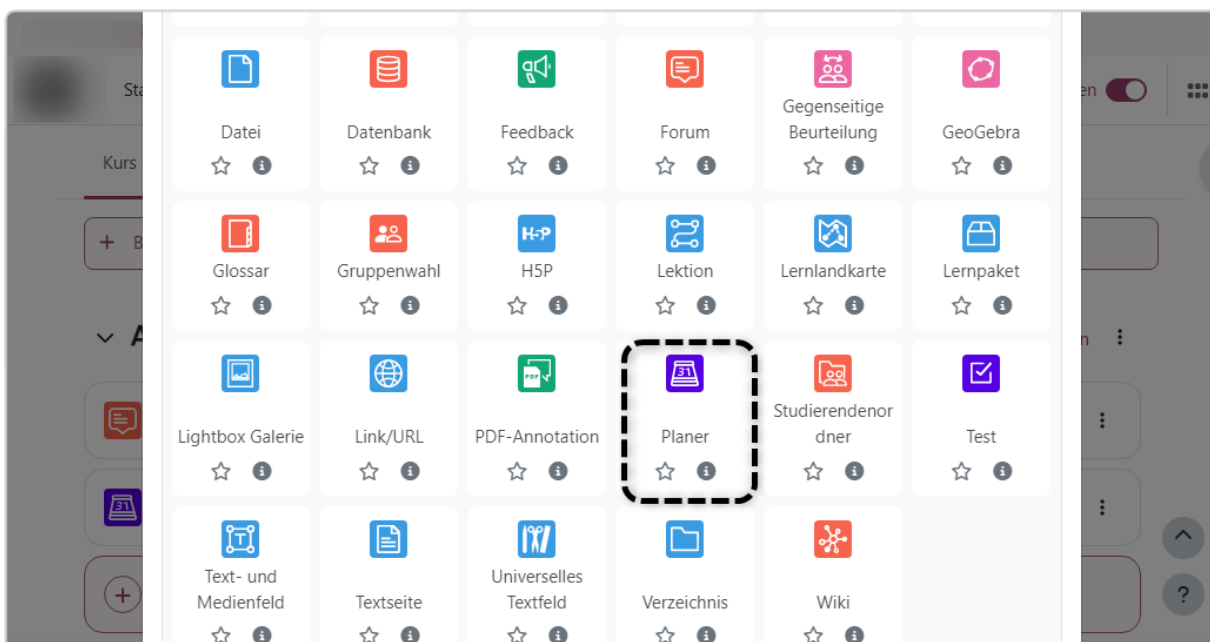 Datei Datenbank Feedback Forum Gegenseitige Beurteilung GeoGebra
Kurs
Glossar Gruppenwahl H5P Lektion Lernlandkarte Lernpaket
Lightbox Galerie Link/URL PDF-Annotation Planer Studierendenor
dner Test
Text- und Medienfeld Textseite Universelles Textfeld Verzeichnis Wiki